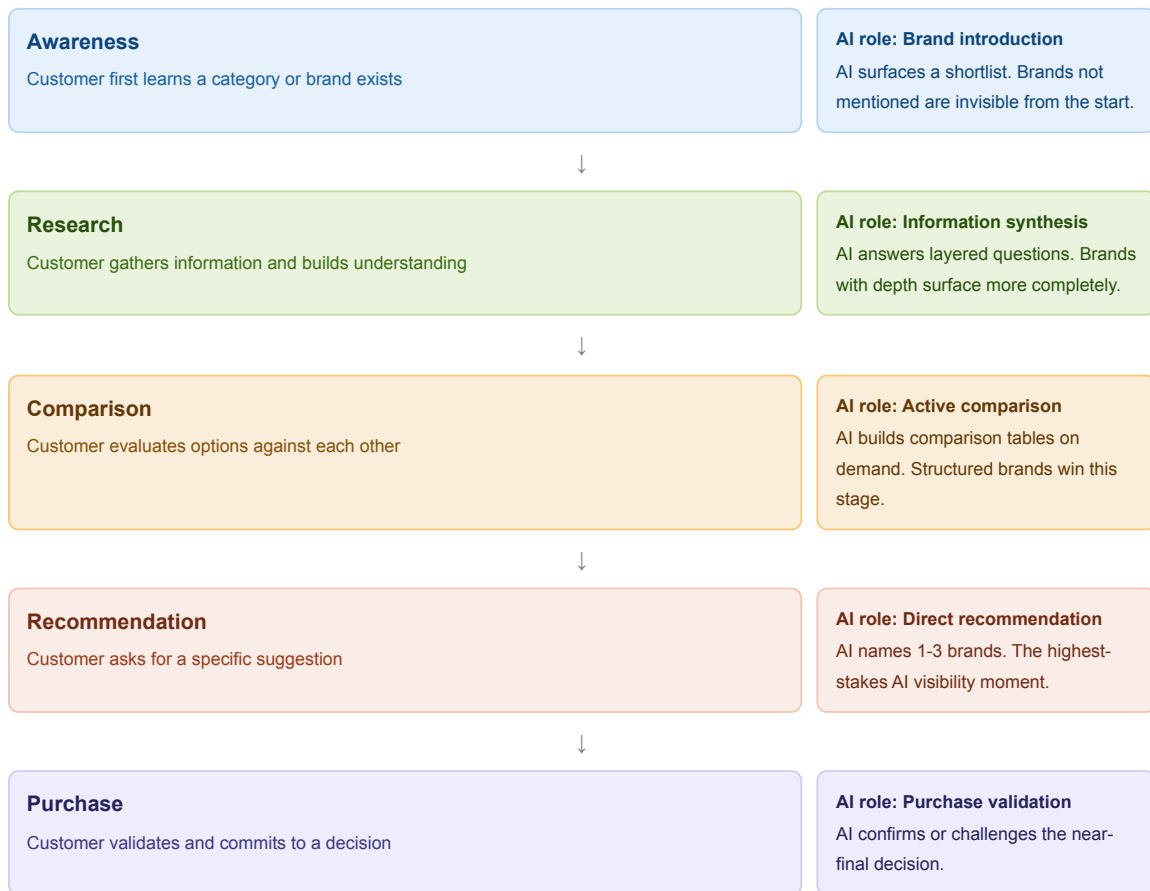 Awareness
Customer first learns a category or brand exists
AI role: Brand introduction
AI surfaces a shortlist. Brands not
mentioned are invisible from the start.
↓
Research
Customer gathers information and builds understanding
AI role: Information synthesis
AI answers layered questions. Brands
with depth surface more completely.
↓
Comparison
Customer evaluates options against each other
AI role: Active comparison
AI builds comparison tables on
demand. Structured brands win this
stage.
↓
Recommendation
Customer asks for a specific suggestion
AI role: Direct recommendation
AI names 1-3 brands. The highest-
stakes AI visibility moment.
↓
Purchase
Customer validates and commits to a decision
AI role: Purchase validation
AI confirms or challenges the near-
final decision.